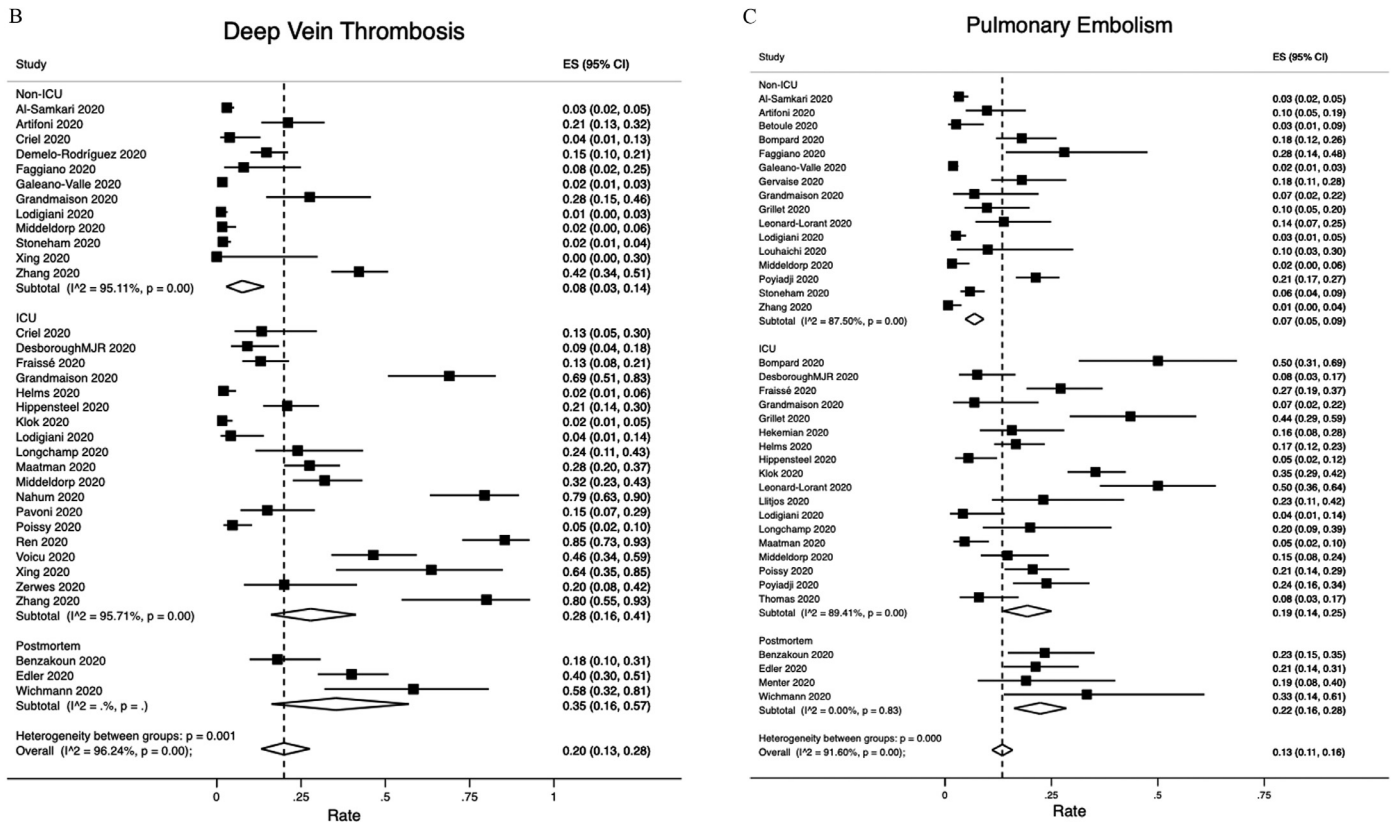 B
Deep Vein Thrombosis
Study ES (95% CI)
Non-ICU
Al-Samkari 2020 0.03 (0.02, 0.05)
Artifoni 2020 0.21 (0.13, 0.32)
Criel 2020 0.04 (0.01, 0.13)
Demelo-Rodríguez 2020 0.15 (0.10, 0.21)
Faggiano 2020 0.08 (0.02, 0.25)
Galeano-Valle 2020 0.02 (0.01, 0.03)
Grandmaison 2020 0.28 (0.15, 0.46)
Lodigiani 2020 0.01 (0.00, 0.03)
Middeldorp 2020 0.02 (0.00, 0.06)
Stoneham 2020 0.02 (0.01, 0.04)
Xing 2020 0.00 (0.00, 0.30)
Zhang 2020 0.42 (0.34, 0.51)
Subtotal (I^2 = 95.11%, p = 0.00) 0.08 (0.03, 0.14)
ICU
Criel 2020 0.13 (0.05, 0.30)
DesboroughMJR 2020 0.09 (0.04, 0.18)
Fraissé 2020 0.13 (0.08, 0.21)
Grandmaison 2020 0.69 (0.51, 0.83)
Helms 2020 0.02 (0.01, 0.06)
Hippensteel 2020 0.21 (0.14, 0.30)
Klok 2020 0.02 (0.01, 0.05)
Lodigiani 2020 0.04 (0.01, 0.14)
Longchamp 2020 0.24 (0.11, 0.43)
Maatman 2020 0.28 (0.20, 0.37)
Middeldorp 2020 0.32 (0.23, 0.43)
Nahum 2020 0.79 (0.63, 0.90)
Pavoni 2020 0.15 (0.07, 0.29)
Poissy 2020 0.05 (0.02, 0.10)
Ren 2020 0.85 (0.73, 0.93)
Voicu 2020 0.46 (0.34, 0.59)
Xing 2020 0.64 (0.35, 0.85)
Zerwes 2020 0.20 (0.08, 0.42)
Zhang 2020 0.80 (0.55, 0.93)
Subtotal (I^2 = 95.71%, p = 0.00) 0.28 (0.16, 0.41)
Postmortem
Benzakoun 2020 0.18 (0.10, 0.31)
Edler 2020 0.40 (0.30, 0.51)
Wichmann 2020 0.58 (0.32, 0.81)
Subtotal (I^2 = .%, p = .) 0.35 (0.16, 0.57)
Heterogeneity between groups: p = 0.001
Overall (I^2 = 96.24%, p = 0.00); 0.20 (0.13, 0.28)
0 .25 .5 .75 1
Rate
C
Pulmonary Embolism
Study ES (95% CI)
Non-ICU
Al-Samkari 2020 0.03 (0.02, 0.05)
Artifoni 2020 0.10 (0.05, 0.19)
Betoule 2020 0.03 (0.01, 0.09)
Bompard 2020 0.18 (0.12, 0.26)
Faggiano 2020 0.28 (0.14, 0.48)
Galeano-Valle 2020 0.02 (0.01, 0.03)
Gervaise 2020 0.18 (0.11, 0.28)
Grandmaison 2020 0.07 (0.02, 0.22)
Grillet 2020 0.10 (0.05, 0.20)
Leonard-Lorant 2020 0.14 (0.07, 0.25)
Lodigiani 2020 0.03 (0.01, 0.05)
Louhaichi 2020 0.10 (0.03, 0.30)
Middeldorp 2020 0.02 (0.00, 0.06)
Poyiadji 2020 0.21 (0.17, 0.27)
Stoneham 2020 0.06 (0.04, 0.09)
Zhang 2020 0.01 (0.00, 0.04)
Subtotal (I^2 = 87.50%, p = 0.00) 0.07 (0.05, 0.09)
ICU
Bompard 2020 0.50 (0.31, 0.69)
DesboroughMJR 2020 0.08 (0.03, 0.17)
Fraissé 2020 0.27 (0.19, 0.37)
Grandmaison 2020 0.07 (0.02, 0.22)
Grillet 2020 0.44 (0.29, 0.59)
Hekemian 2020 0.16 (0.08, 0.28)
Helms 2020 0.17 (0.12, 0.23)
Hippensteel 2020 0.05 (0.02, 0.12)
Klok 2020 0.35 (0.29, 0.42)
Leonard-Lorant 2020 0.50 (0.36, 0.64)
Llitjos 2020 0.23 (0.11, 0.42)
Lodigiani 2020 0.04 (0.01, 0.14)
Longchamp 2020 0.20 (0.09, 0.39)
Maatman 2020 0.05 (0.02, 0.10)
Middeldorp 2020 0.15 (0.08, 0.24)
Poissy 2020 0.21 (0.14, 0.29)
Poyiadji 2020 0.24 (0.16, 0.34)
Thomas 2020 0.08 (0.03, 0.17)
Subtotal (I^2 = 89.41%, p = 0.00) 0.19 (0.14, 0.25)
Postmortem
Benzakoun 2020 0.23 (0.15, 0.35)
Edler 2020 0.21 (0.14, 0.31)
Menter 2020 0.19 (0.08, 0.40)
Wichmann 2020 0.33 (0.14, 0.61)
Subtotal (I^2 = 0.00%, p = 0.83) 0.22 (0.16, 0.28)
Heterogeneity between groups: p = 0.000
Overall (I^2 = 91.60%, p = 0.00); 0.13 (0.11, 0.16)
0 .25 .5 .75
Rate